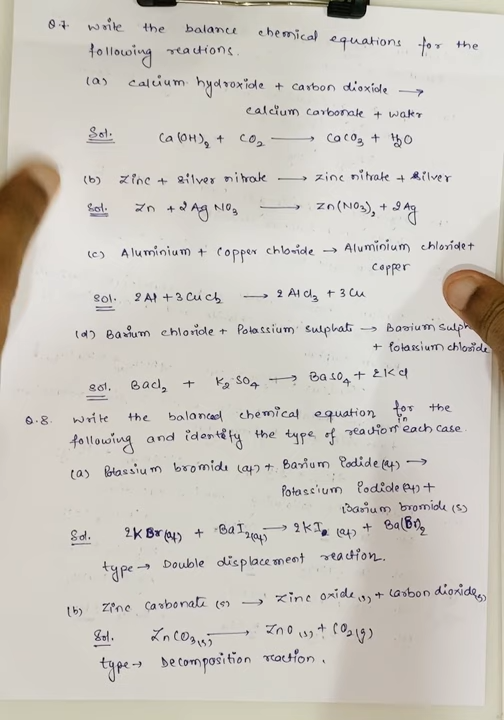 Q.7 Write the balance chemical equations for the
following reactions.
(a) calcium hydroxide + carbon dioxide →
calcium carbonate + water
Sol. Ca(OH)₂ + CO₂ → CaCO₃ + H₂O
(b) Zinc + silver nitrate → zinc nitrate + silver
Sol. Zn + 2AgNO₃ → Zn(NO₃)₂ + 2Ag
(c) Aluminium + copper chloride → Aluminium chloride +
copper
Sol. 2Al + 3CuCl₂ → 2AlCl₃ + 3Cu
(d) Barium chloride + Potassium sulphate → Barium sulph
+ Potassium chloride
Sol. BaCl₂ + K₂SO₄ → BaSO₄ + 2KCl
Q.8. Write the balanced chemical equation for the
following and identify the type of reaction in each case.
(a) Potassium bromide (aq) + Barium Iodide (aq) →
Potassium Iodide (aq) +
Barium bromide (s)
Sol. 2KBr(aq) + BaI₂(aq) → 2KI (aq) + Ba(Br)₂
type → Double displacement reaction.
(b) Zinc carbonate (s) → Zinc oxide (s) + carbon dioxide(g)
Sol. ZnCO₃(s) → ZnO (s) + CO₂(g)
type → Decomposition reaction.